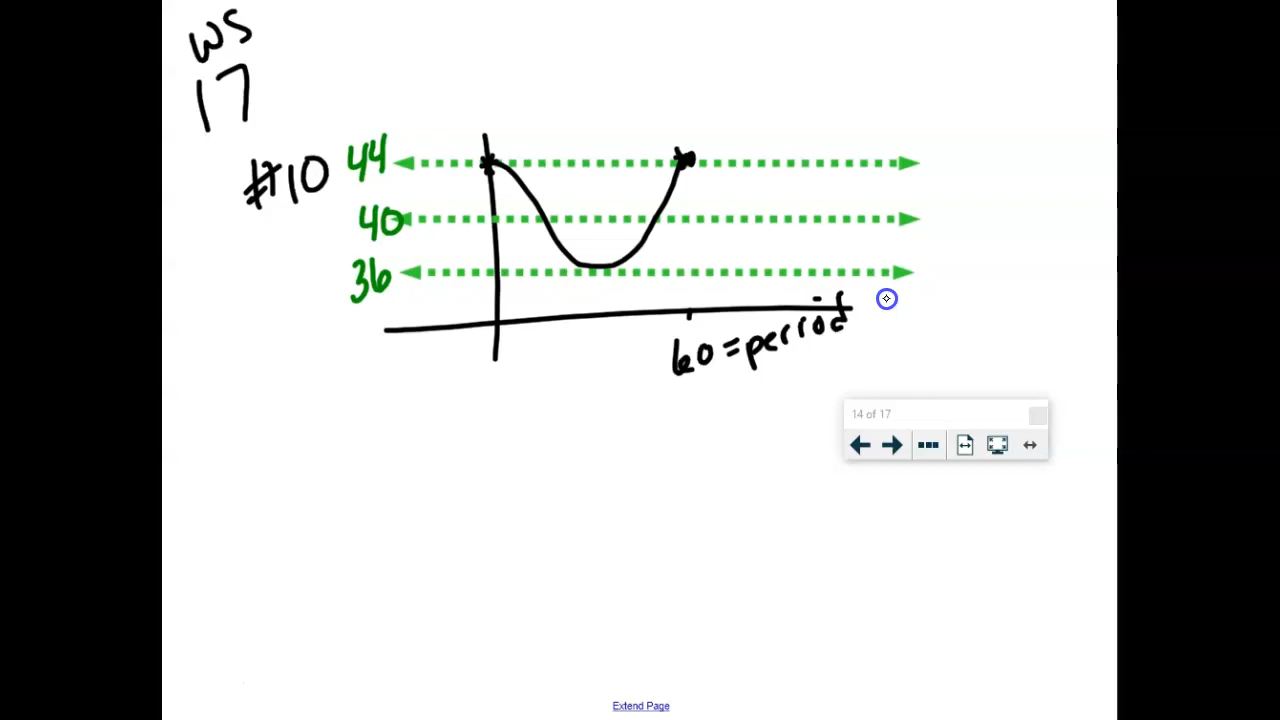 WS
17
#10
44
40
36
60 = period
14 of 17
Extend Page